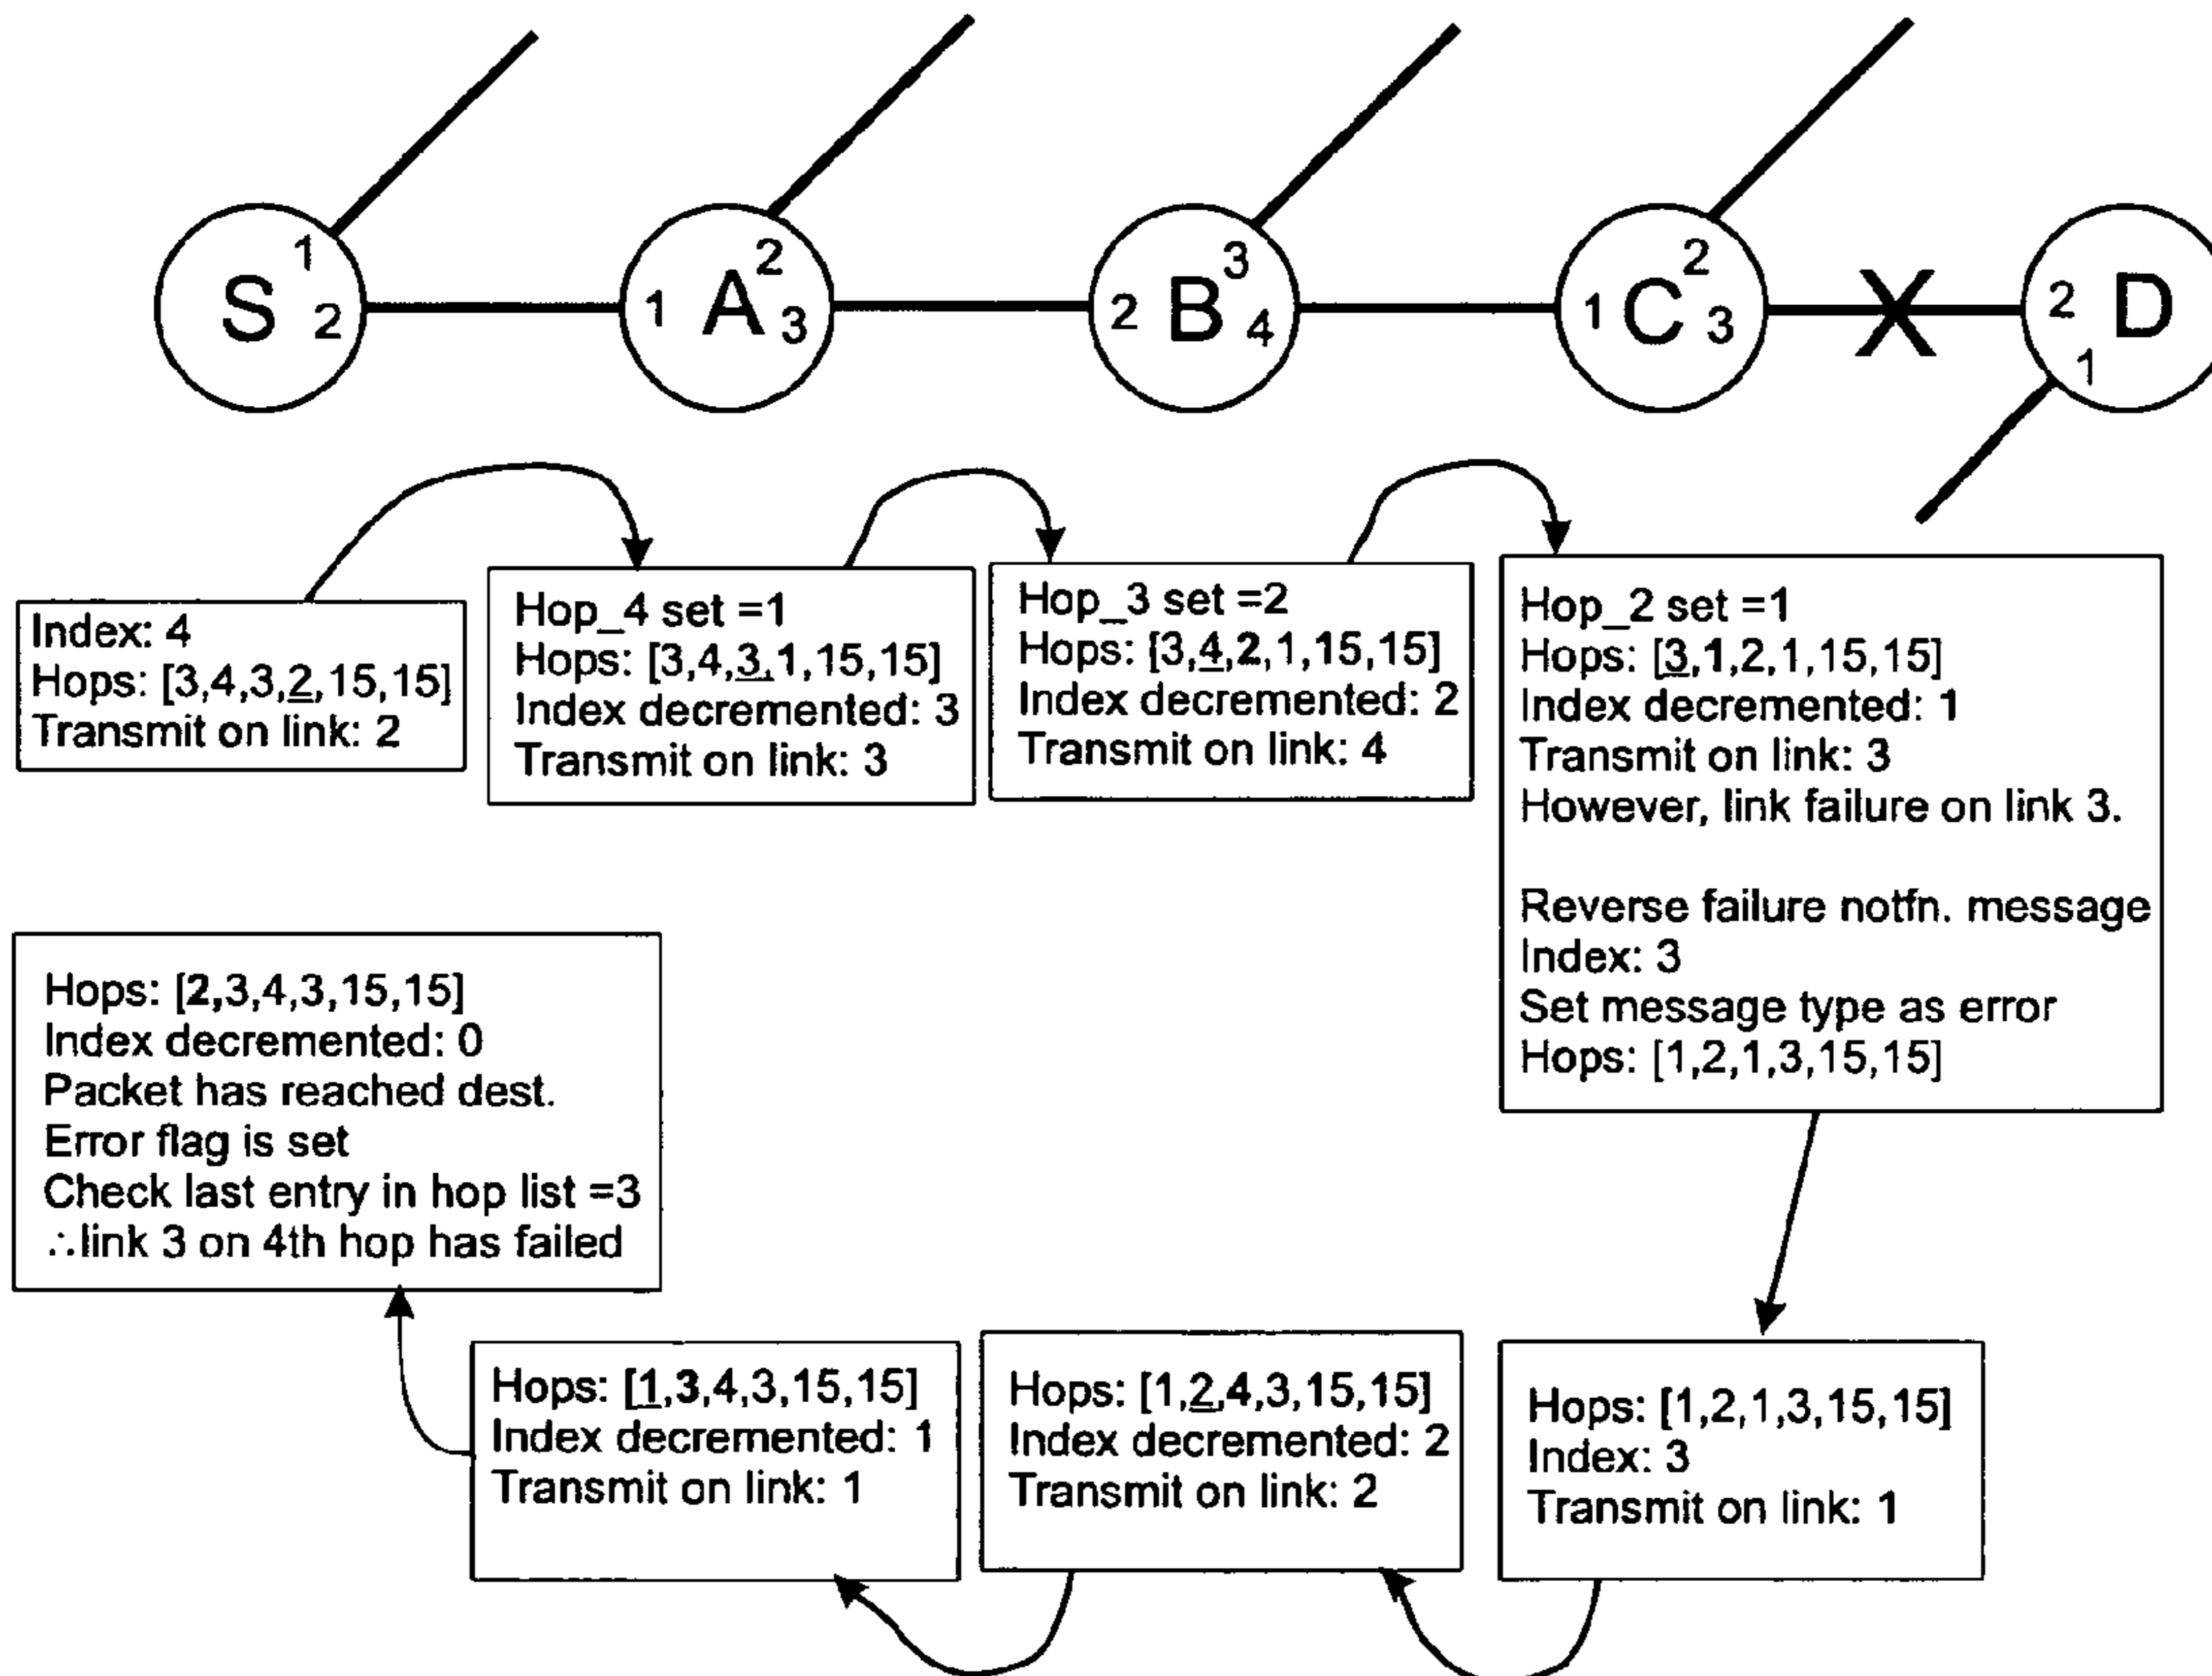 S 1 2
1 A 2 3
2 B 3 4
1 C 2 3
X
2 D 1
Index: 4
Hops: [3,4,3,2,15,15]
Transmit on link: 2
Hop_4 set =1
Hops: [3,4,3,1,15,15]
Index decremented: 3
Transmit on link: 3
Hop_3 set =2
Hops: [3,4,2,1,15,15]
Index decremented: 2
Transmit on link: 4
Hop_2 set =1
Hops: [3,1,2,1,15,15]
Index decremented: 1
Transmit on link: 3
However, link failure on link 3.
Reverse failure notfn. message
Index: 3
Set message type as error
Hops: [1,2,1,3,15,15]
Hops: [1,2,1,3,15,15]
Index: 3
Transmit on link: 1
Hops: [1,2,4,3,15,15]
Index decremented: 2
Transmit on link: 2
Hops: [1,3,4,3,15,15]
Index decremented: 1
Transmit on link: 1
Hops: [2,3,4,3,15,15]
Index decremented: 0
Packet has reached dest.
Error flag is set
Check last entry in hop list =3
∴link 3 on 4th hop has failed